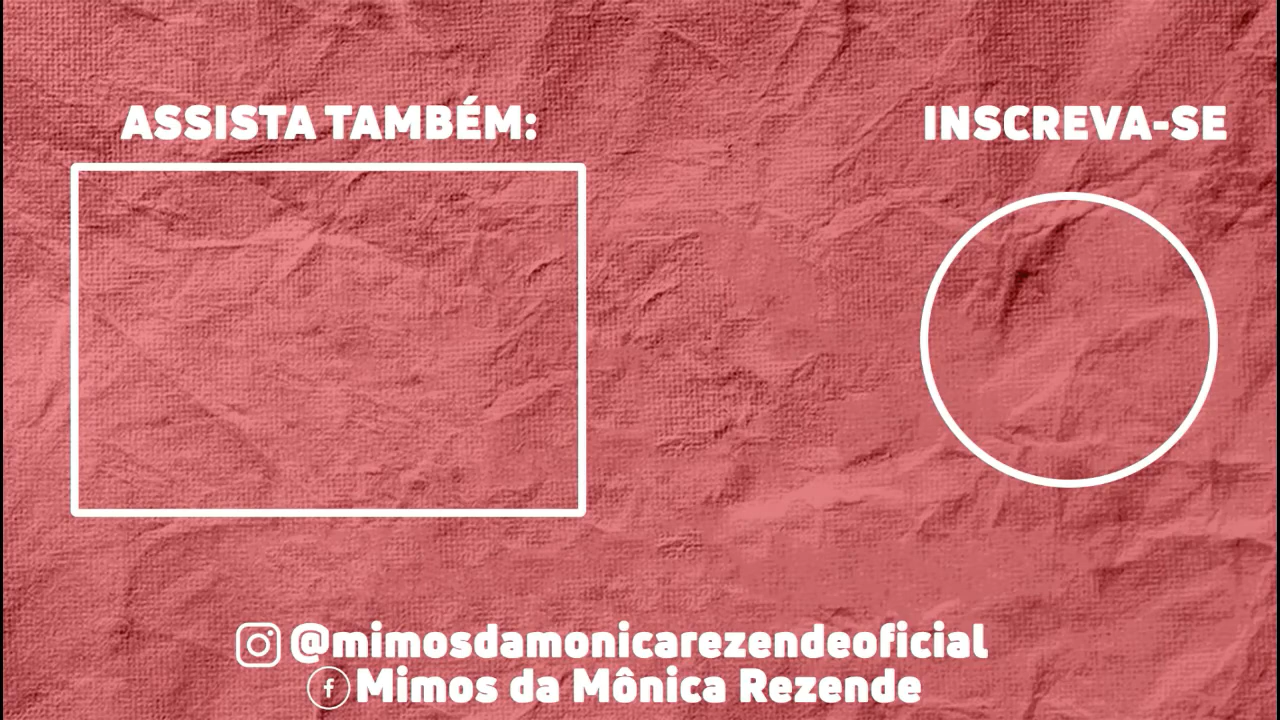 ASSISTA TAMBÉM:
INSCREVA-SE
@mimosdamonicarezendeoficial
Mimos da Mônica Rezende